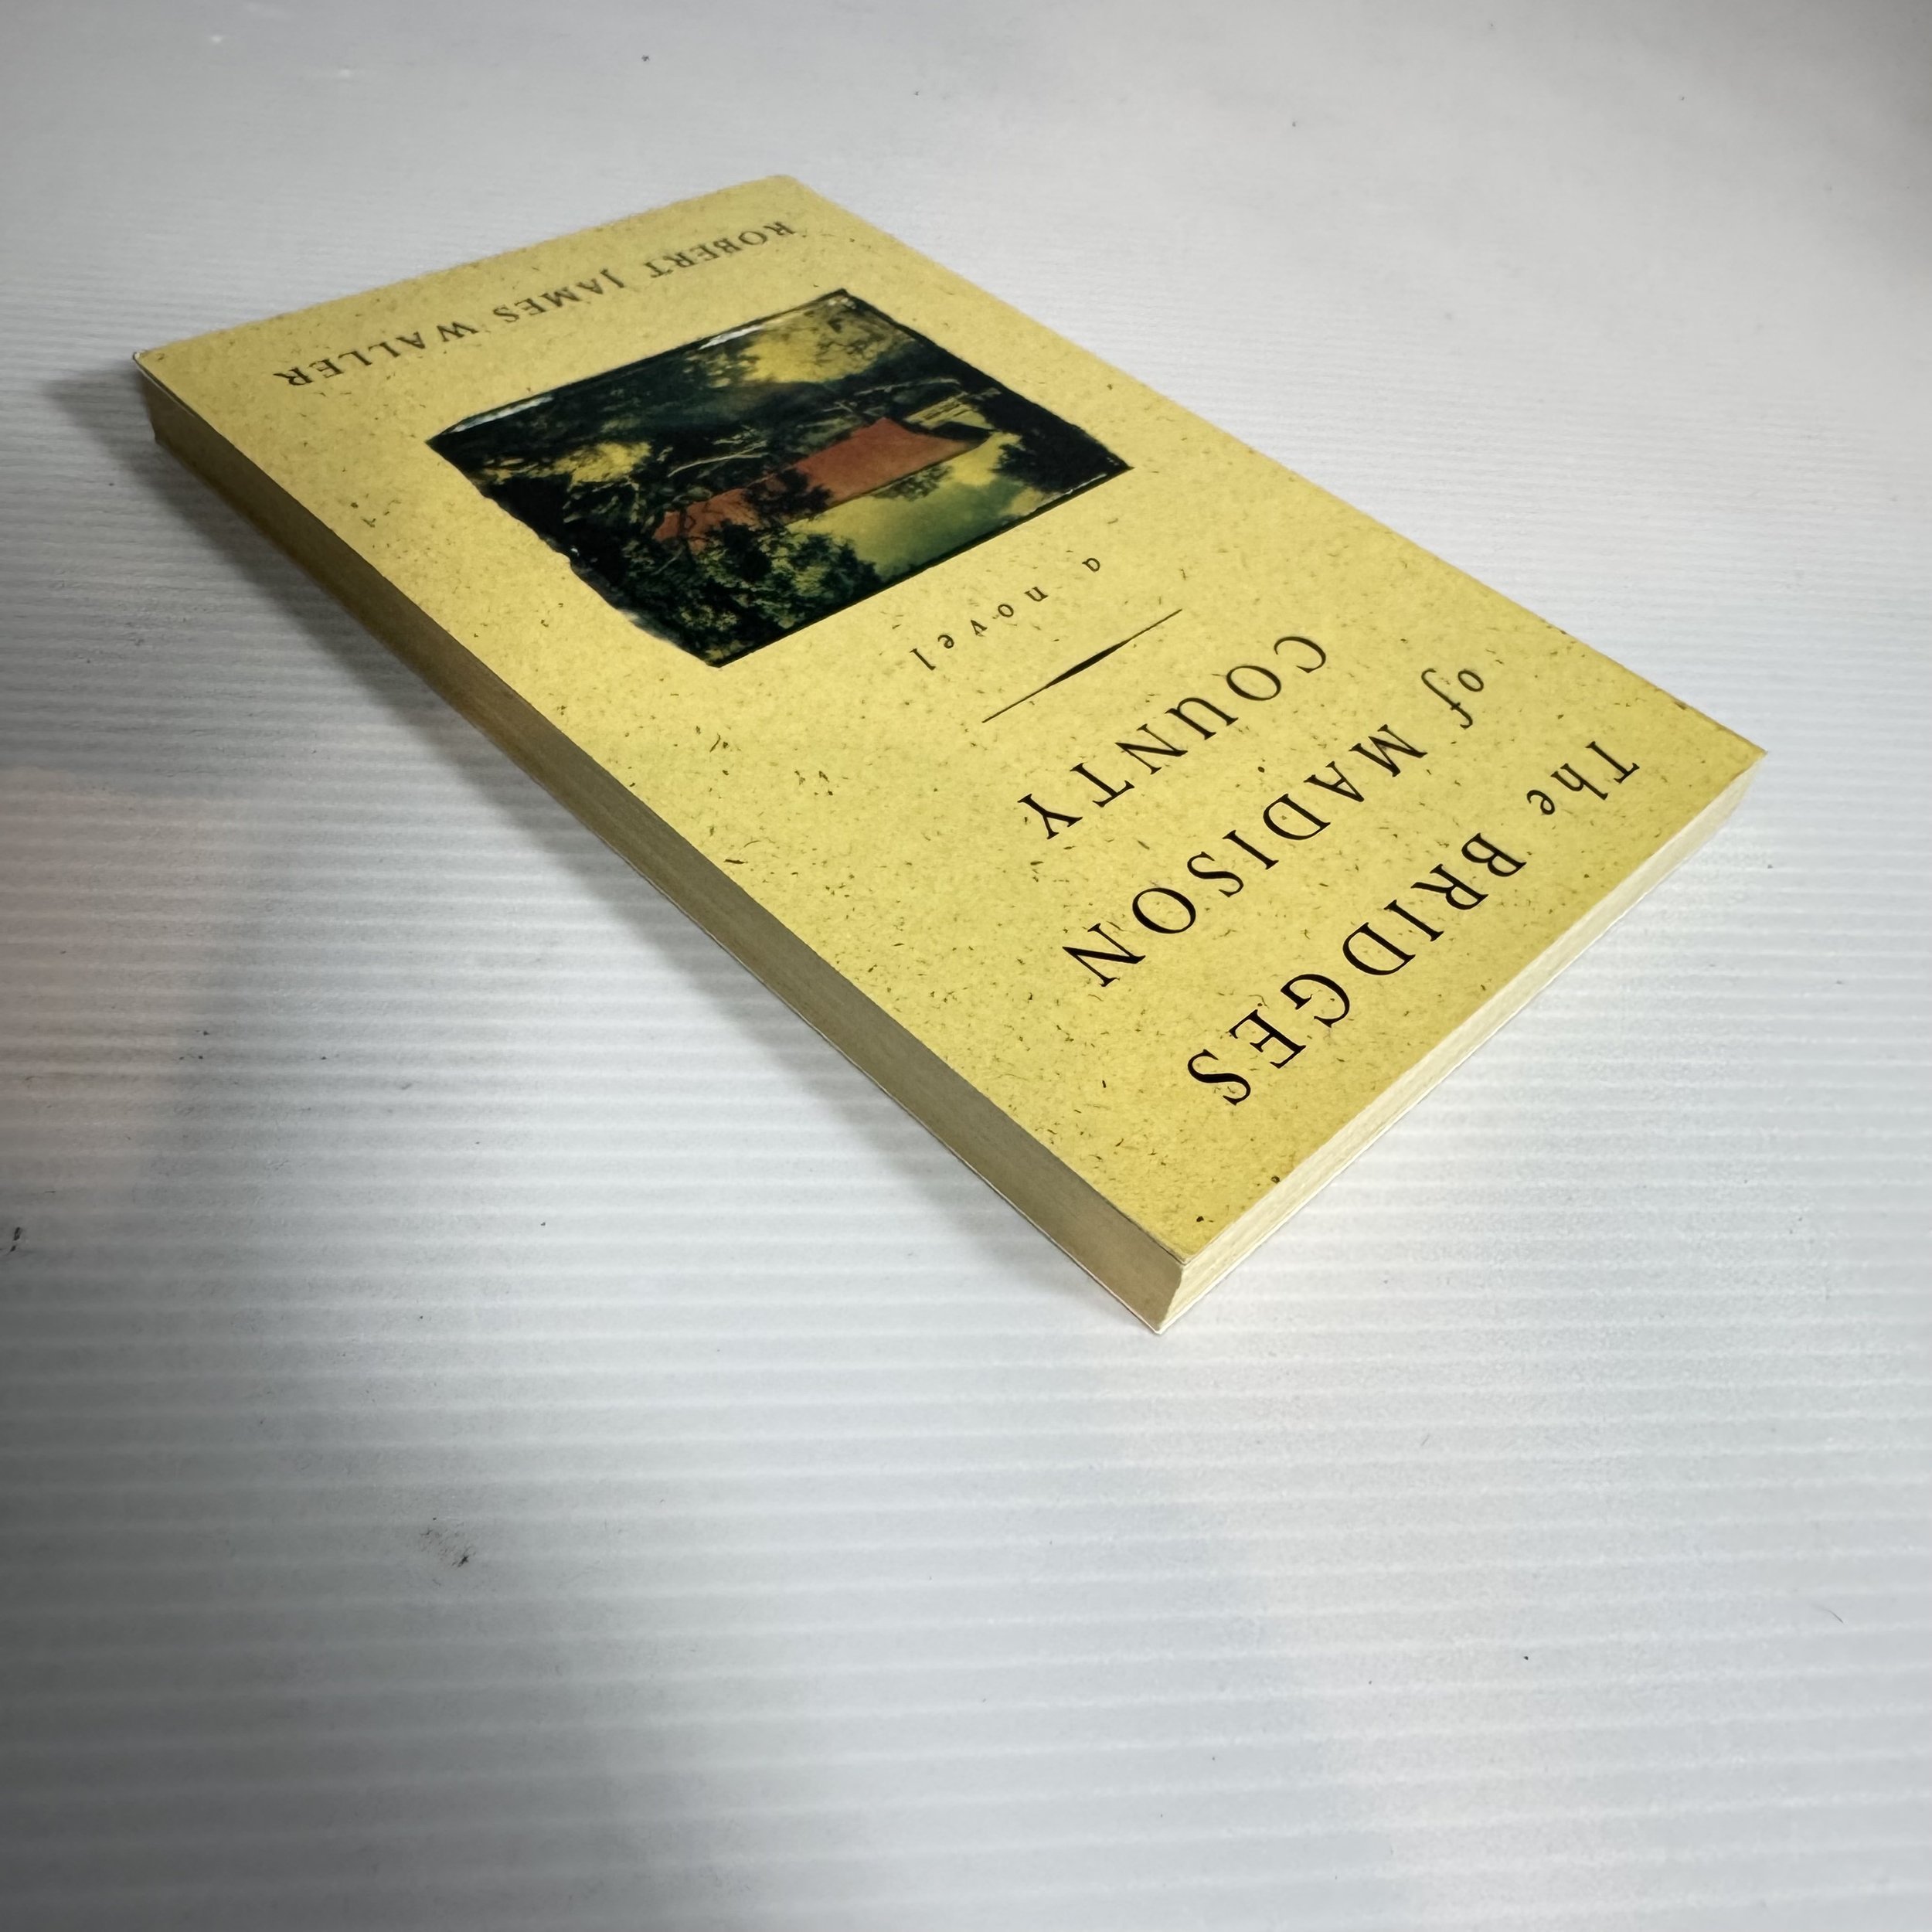 The BRIDGES
of MADISON
COUNTY
a novel
ROBERT JAMES WALLER